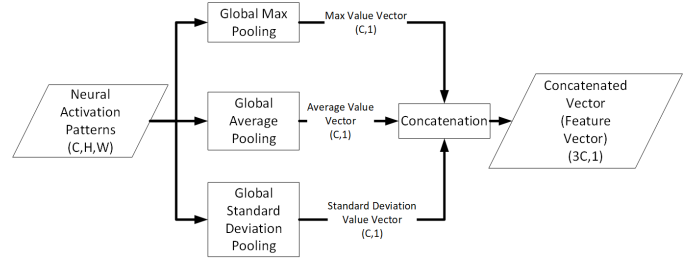 Neural
Activation
Patterns
(C,H,W)
Global Max
Pooling
Max Value Vector
(C,1)
Global
Average
Pooling
Average Value
Vector
(C,1)
Global
Standard
Deviation
Pooling
Standard Deviation
Value Vector
(C,1)
Concatenation
Concatenated
Vector
(Feature
Vector)
(3C,1)